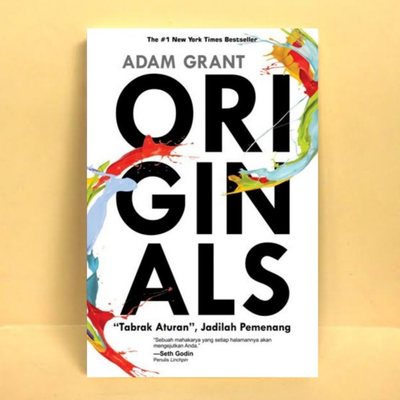 The #1 New York Times Bestseller
ADAM GRANT
ORI
GIN
ALS
“Tabrak Aturan”, Jadilah Pemenang
“Sebuah mahakarya yang setiap halamannya akan
mengejutkan Anda.”
—Seth Godin
Penulis Linchpin